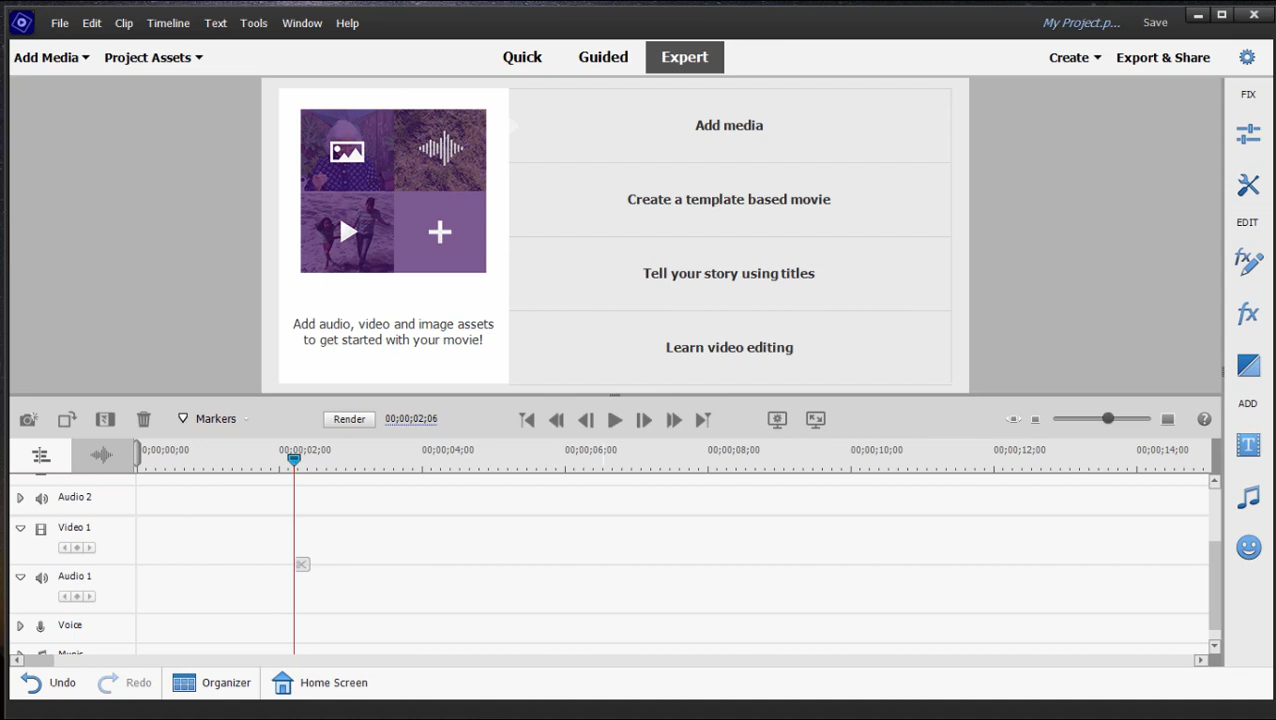 File Edit Clip Timeline Text Tools Window Help My Project.p... Save
Add Media Project Assets Quick Guided Expert Create Export & Share
FIX
Add media
Create a template based movie
EDIT
Tell your story using titles
Add audio, video and image assets
to get started with your movie!
Learn video editing
ADD
Markers Render 00;00;02;06
00;00;00;00 00;00;02;00 00;00;04;00 00;00;06;00 00;00;08;00 00;00;10;00 00;00;12;00 00;00;14;00
Audio 2
Video 1
Audio 1
Voice
Music
Undo Redo Organizer Home Screen